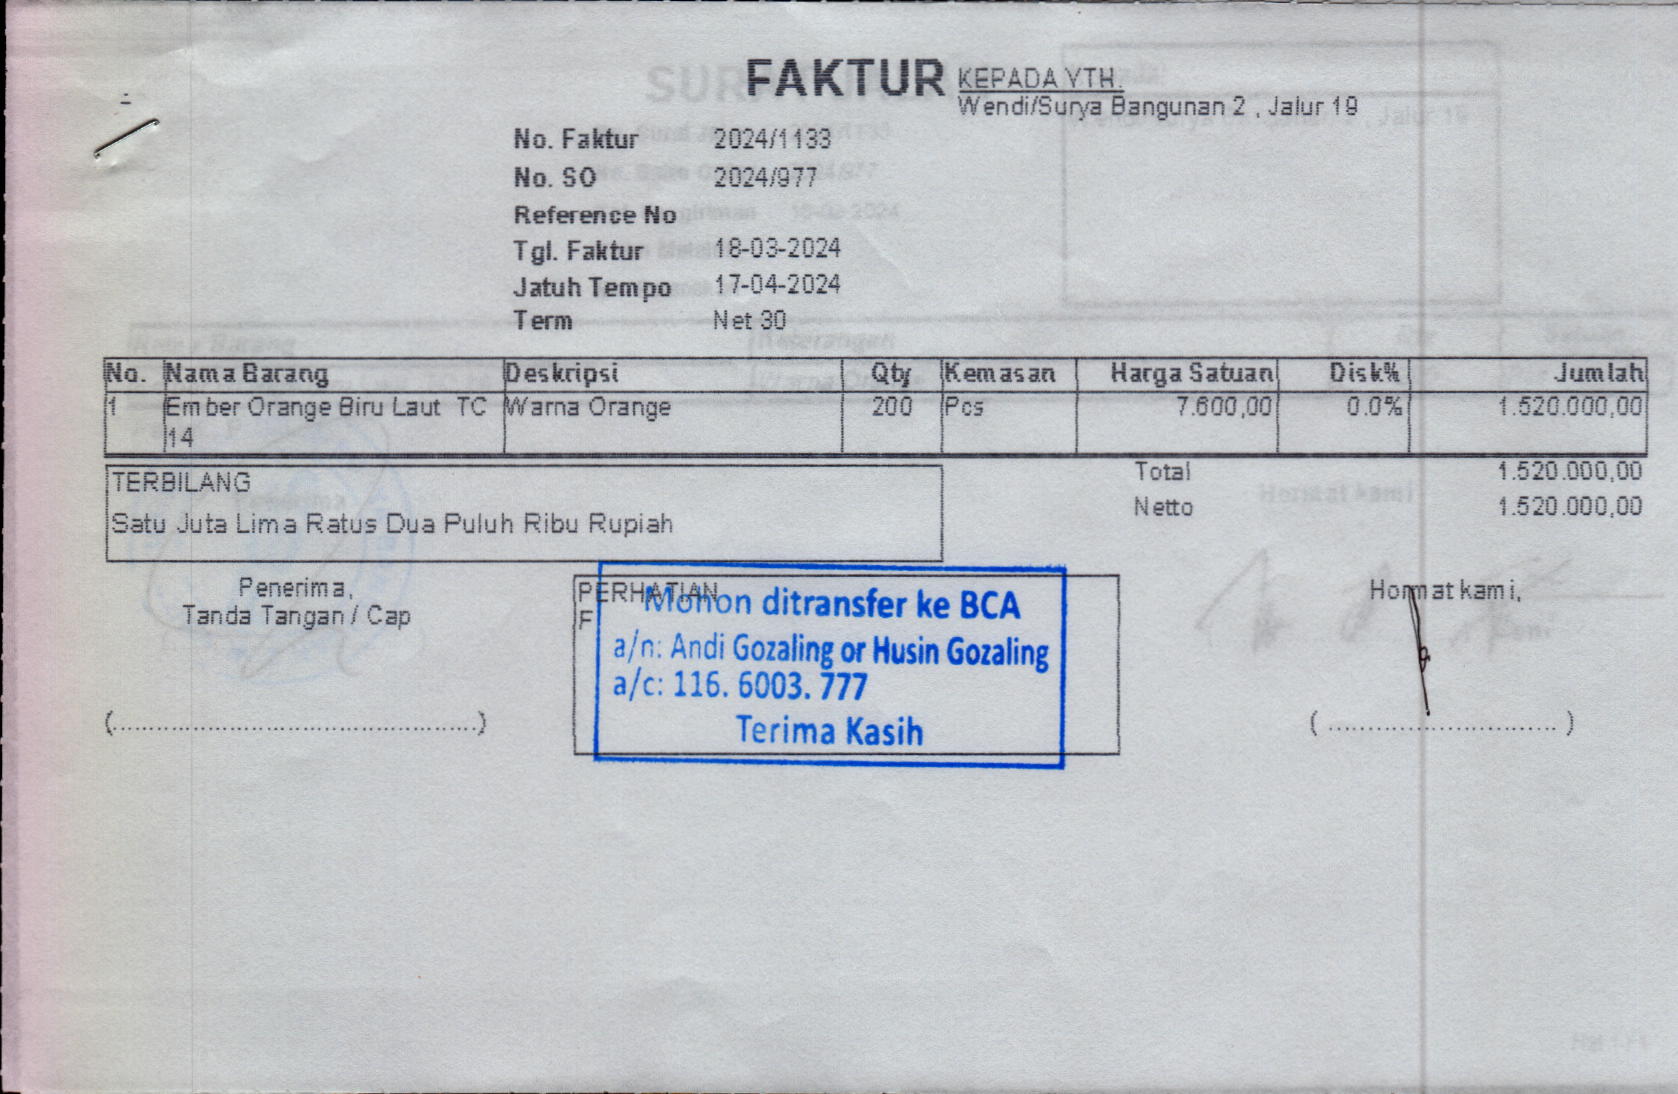 FAKTUR
KEPADA YTH.
Wendi/Surya Bangunan 2 , Jalur 19
No. Faktur 2024/1133
No. SO 2024/977
Reference No
Tgl. Faktur 18-03-2024
Jatuh Tempo 17-04-2024
Term Net 30
No. Nama Barang Deskripsi Qty Kemasan Harga Satuan Disk% Jumlah
1 Ember Orange Biru Laut TC Warna Orange 200 Pcs 7.600,00 0.0% 1.520.000,00
14
TERBILANG
Satu Juta Lima Ratus Dua Puluh Ribu Rupiah
Total 1.520.000,00
Netto 1.520.000,00
Penerima,
Tanda Tangan / Cap
PERHATIAN
F
Mohon ditransfer ke BCA
a/n: Andi Gozaling or Husin Gozaling
a/c: 116. 6003. 777
Terima Kasih
Hormat kami,
(............................................)
( ............................ )